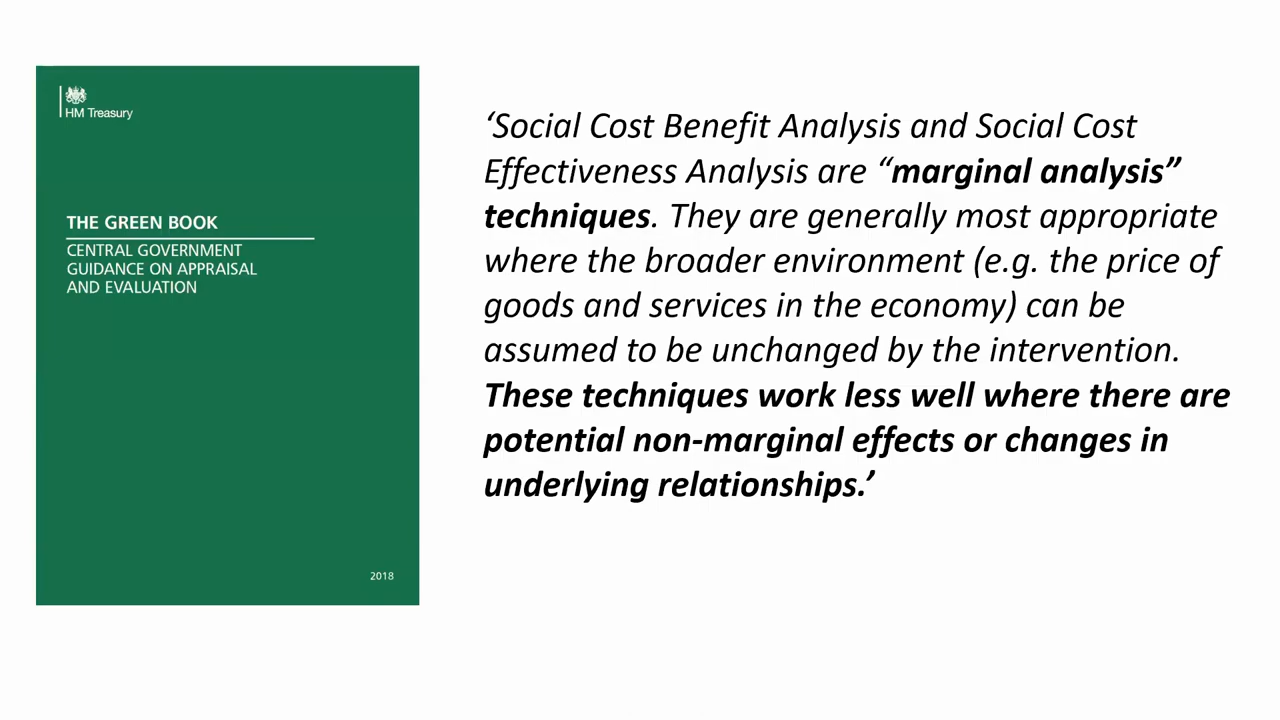 HM Treasury
THE GREEN BOOK
CENTRAL GOVERNMENT
GUIDANCE ON APPRAISAL
AND EVALUATION
2018
‘Social Cost Benefit Analysis and Social Cost
Effectiveness Analysis are “marginal analysis”
techniques. They are generally most appropriate
where the broader environment (e.g. the price of
goods and services in the economy) can be
assumed to be unchanged by the intervention.
These techniques work less well where there are
potential non-marginal effects or changes in
underlying relationships.’